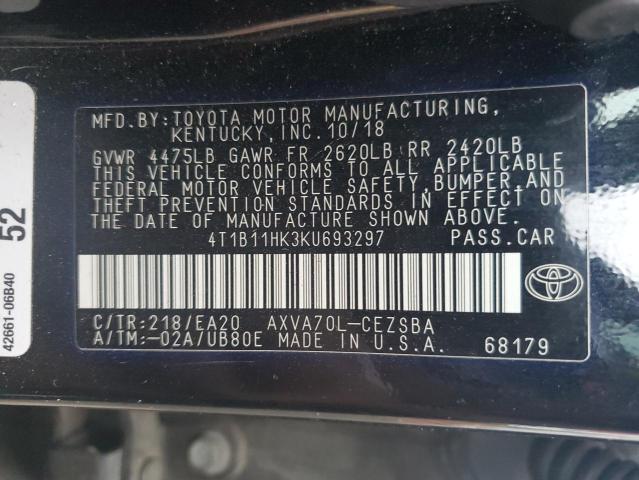 MFD.BY:TOYOTA MOTOR MANUFACTURING,
KENTUCKY,INC.10/18
GVWR 4475LB GAWR FR 2620LB RR 2420LB
THIS VEHICLE CONFORMS TO ALL APPLICABLE
FEDERAL MOTOR VEHICLE SAFETY,BUMPER,AND
THEFT PREVENTION STANDARDS IN EFFECT ON
THE DATE OF MANUFACTURE SHOWN ABOVE.
4T1B11HK3KU693297 PASS.CAR
C/TR:218/EA20 AXVA70L-CEZSBA
A/TM:-02A/UB80E MADE IN U.S.A. 68179
52
42661-06B40